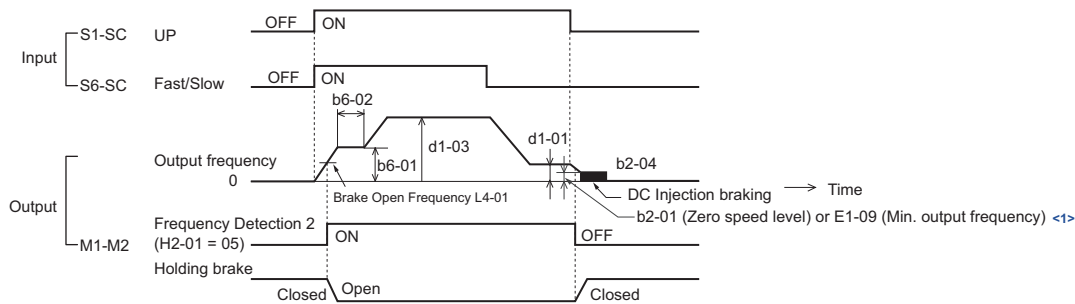 Input
S1-SC UP OFF ON
S6-SC Fast/Slow OFF ON
b6-02
Output frequency
0
b6-01
d1-03
d1-01
b2-04
Brake Open Frequency L4-01
DC Injection braking
Time
b2-01 (Zero speed level) or E1-09 (Min. output frequency) <1>
Output
Frequency Detection 2
(H2-01 = 05)
M1-M2
ON
OFF
Holding brake
Closed
Open
Closed